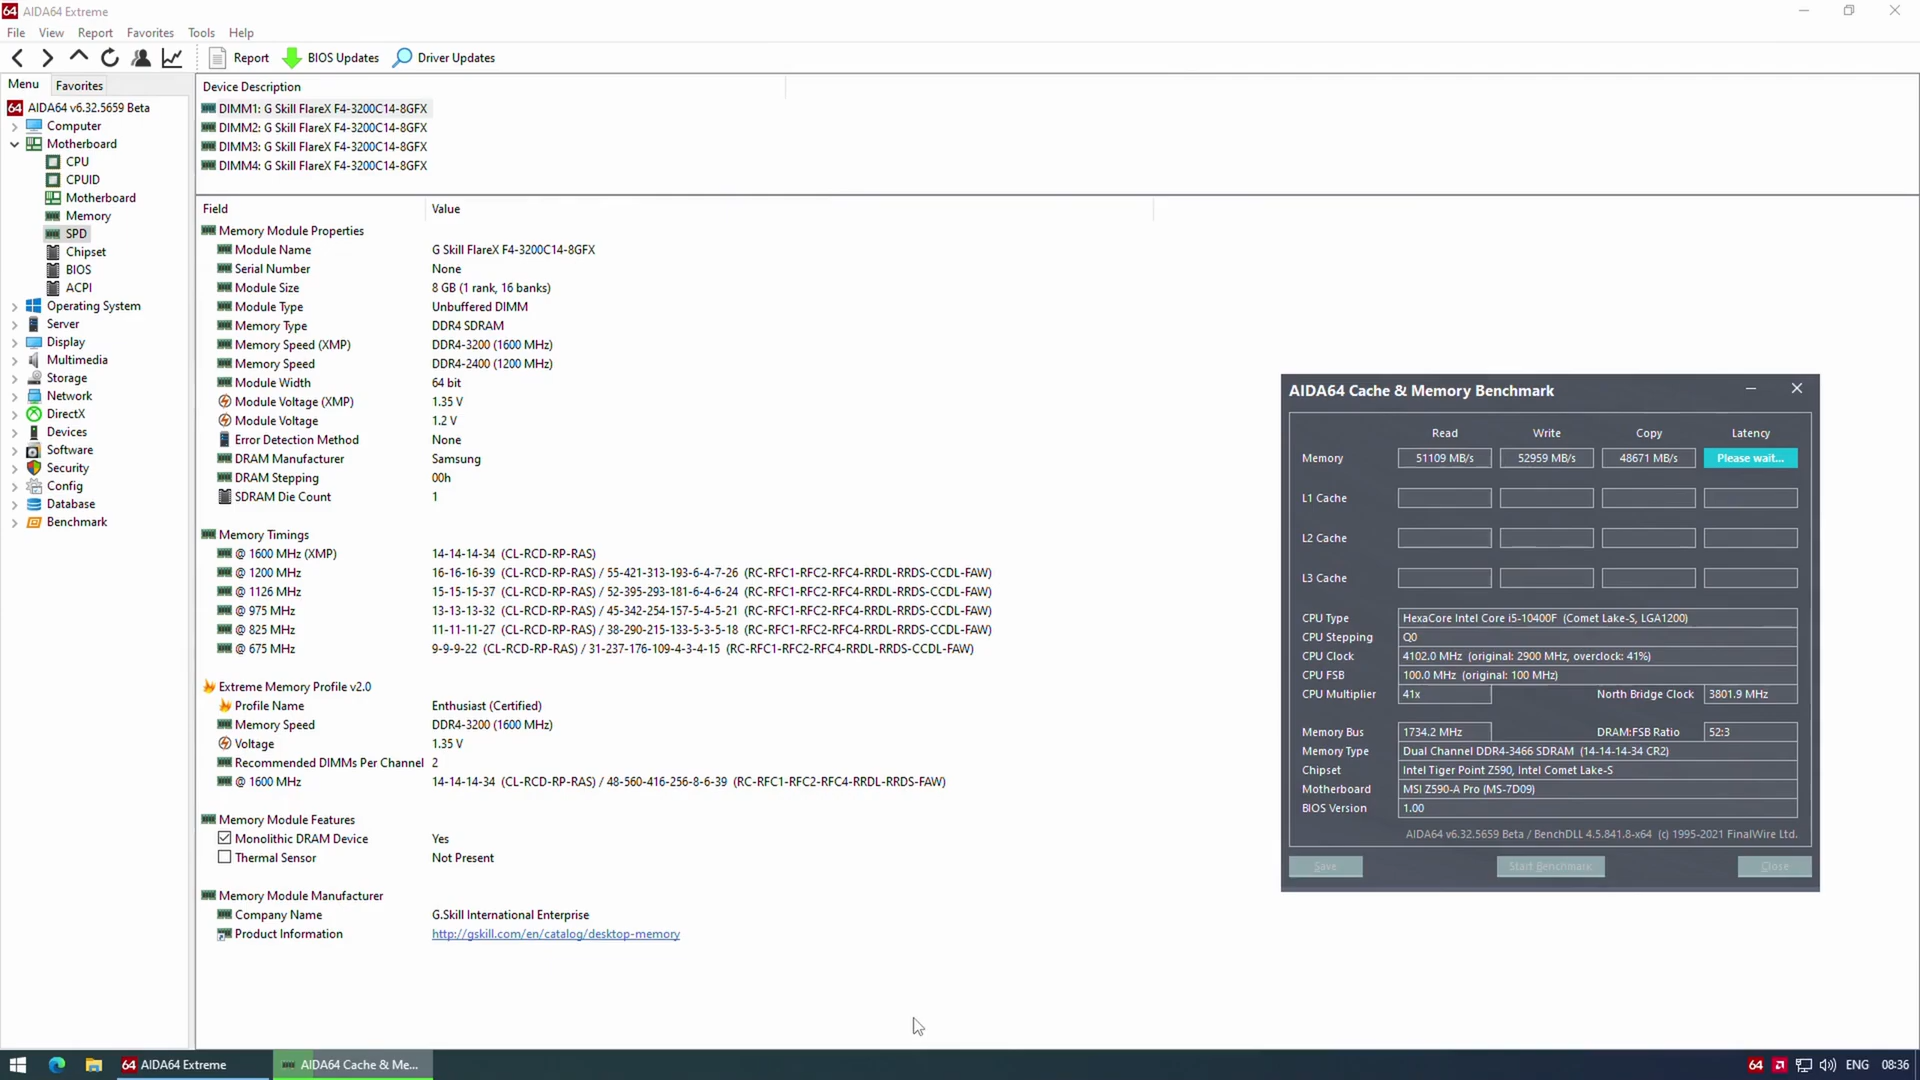 64 AIDA64 Extreme
File View Report Favorites Tools Help
Report BIOS Updates Driver Updates
Menu Favorites
64 AIDA64 v6.32.5659 Beta
Computer
Motherboard
CPU
CPUID
Motherboard
Memory
SPD
Chipset
BIOS
ACPI
Operating System
Server
Display
Multimedia
Storage
Network
DirectX
Devices
Software
Security
Config
Database
Benchmark
Device Description
DIMM1: G Skill FlareX F4-3200C14-8GFX
DIMM2: G Skill FlareX F4-3200C14-8GFX
DIMM3: G Skill FlareX F4-3200C14-8GFX
DIMM4: G Skill FlareX F4-3200C14-8GFX
Field Value
Memory Module Properties
Module Name G Skill FlareX F4-3200C14-8GFX
Serial Number None
Module Size 8 GB (1 rank, 16 banks)
Module Type Unbuffered DIMM
Memory Type DDR4 SDRAM
Memory Speed (XMP) DDR4-3200 (1600 MHz)
Memory Speed DDR4-2400 (1200 MHz)
Module Width 64 bit
Module Voltage (XMP) 1.35 V
Module Voltage 1.2 V
Error Detection Method None
DRAM Manufacturer Samsung
DRAM Stepping 00h
SDRAM Die Count 1
Memory Timings
@ 1600 MHz (XMP) 14-14-14-34 (CL-RCD-RP-RAS)
@ 1200 MHz 16-16-16-39 (CL-RCD-RP-RAS) / 55-421-313-193-6-4-7-26 (RC-RFC1-RFC2-RFC4-RRDL-RRDS-CCDL-FAW)
@ 1126 MHz 15-15-15-37 (CL-RCD-RP-RAS) / 52-395-293-181-6-4-6-24 (RC-RFC1-RFC2-RFC4-RRDL-RRDS-CCDL-FAW)
@ 975 MHz 13-13-13-32 (CL-RCD-RP-RAS) / 45-342-254-157-5-4-5-21 (RC-RFC1-RFC2-RFC4-RRDL-RRDS-CCDL-FAW)
@ 825 MHz 11-11-11-27 (CL-RCD-RP-RAS) / 38-290-215-133-5-3-5-18 (RC-RFC1-RFC2-RFC4-RRDL-RRDS-CCDL-FAW)
@ 675 MHz 9-9-9-22 (CL-RCD-RP-RAS) / 31-237-176-109-4-3-4-15 (RC-RFC1-RFC2-RFC4-RRDL-RRDS-CCDL-FAW)
Extreme Memory Profile v2.0
Profile Name Enthusiast (Certified)
Memory Speed DDR4-3200 (1600 MHz)
Voltage 1.35 V
Recommended DIMMs Per Channel 2
@ 1600 MHz 14-14-14-34 (CL-RCD-RP-RAS) / 48-560-416-256-8-6-39 (RC-RFC1-RFC2-RFC4-RRDL-RRDS-FAW)
Memory Module Features
Monolithic DRAM Device Yes
Thermal Sensor Not Present
Memory Module Manufacturer
Company Name G.Skill International Enterprise
Product Information http://gskill.com/en/catalog/desktop-memory
AIDA64 Cache & Memory Benchmark
Read Write Copy Latency
Memory 51109 MB/s 52959 MB/s 48671 MB/s Please wait...
L1 Cache
L2 Cache
L3 Cache
CPU Type HexaCore Intel Core i5-10400F (Comet Lake-S, LGA1200)
CPU Stepping Q0
CPU Clock 4102.0 MHz (original: 2900 MHz, overclock: 41%)
CPU FSB 100.0 MHz (original: 100 MHz)
CPU Multiplier 41x North Bridge Clock 3801.9 MHz
Memory Bus 1734.2 MHz DRAM:FSB Ratio 52:3
Memory Type Dual Channel DDR4-3466 SDRAM (14-14-14-34 CR2)
Chipset Intel Tiger Point Z590, Intel Comet Lake-S
Motherboard MSI Z590-A Pro (MS-7D09)
BIOS Version 1.00
AIDA64 v6.32.5659 Beta / BenchDLL 4.5.841.8-x64 (c) 1995-2021 FinalWire Ltd.
Save Start Benchmark Close
64 AIDA64 Extreme AIDA64 Cache & Me... 64 ENG 08:36